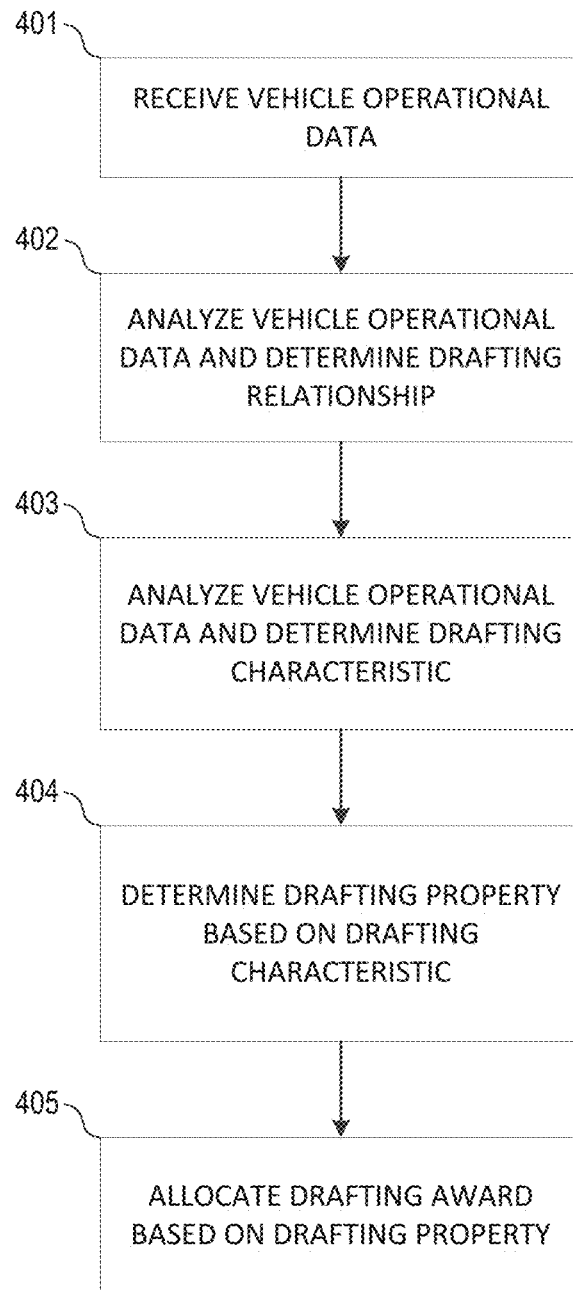 401
RECEIVE VEHICLE OPERATIONAL
DATA
402
ANALYZE VEHICLE OPERATIONAL
DATA AND DETERMINE DRAFTING
RELATIONSHIP
403
ANALYZE VEHICLE OPERATIONAL
DATA AND DETERMINE DRAFTING
CHARACTERISTIC
404
DETERMINE DRAFTING PROPERTY
BASED ON DRAFTING
CHARACTERISTIC
405
ALLOCATE DRAFTING AWARD
BASED ON DRAFTING PROPERTY